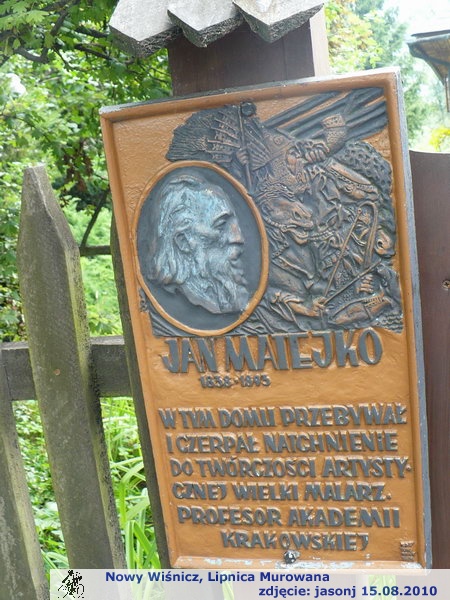 JAN MATEJKO
1838-1893
W TYM DOMU PRZEBYWAŁ
I CZERPAŁ NATCHNIENIE
DO TWÓRCZOŚCI ARTYSTY-
CZNEJ WIELKI MALARZ.
PROFESOR AKADEMII
KRAKOWSKIEJ
Nowy Wiśnicz, Lipnica Murowana
zdjęcie: jasonj 15.08.2010